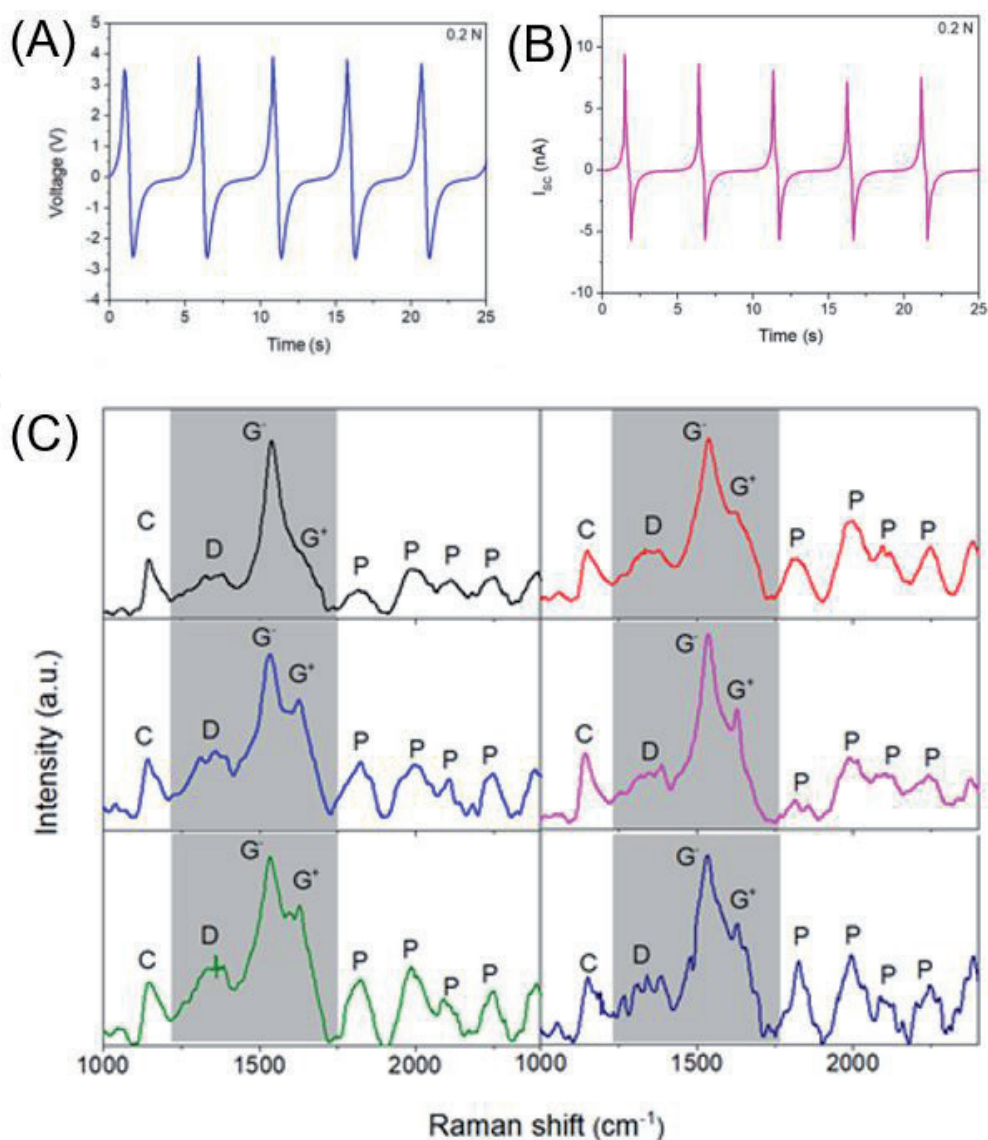 (A)
0.2 N
5
4
3
2
1
0
-1
-2
-3
-4
Voltage (V)
0 5 10 15 20 25
Time (s)
(B)
0.2 N
10
5
0
-5
-10
I_SC (nA)
0 5 10 15 20 25
Time (s)
(C)
C D G⁻ G⁺ P P P P
C D G⁻ G⁺ P P P P
C D G⁻ G⁺ P P P P
C D G⁻ G⁺ P P P P
C D G⁻ G⁺ P P P P
C D G⁻ G⁺ P P P P
Intensity (a.u.)
1000 1500 2000 1000 1500 2000
Raman shift (cm⁻¹)